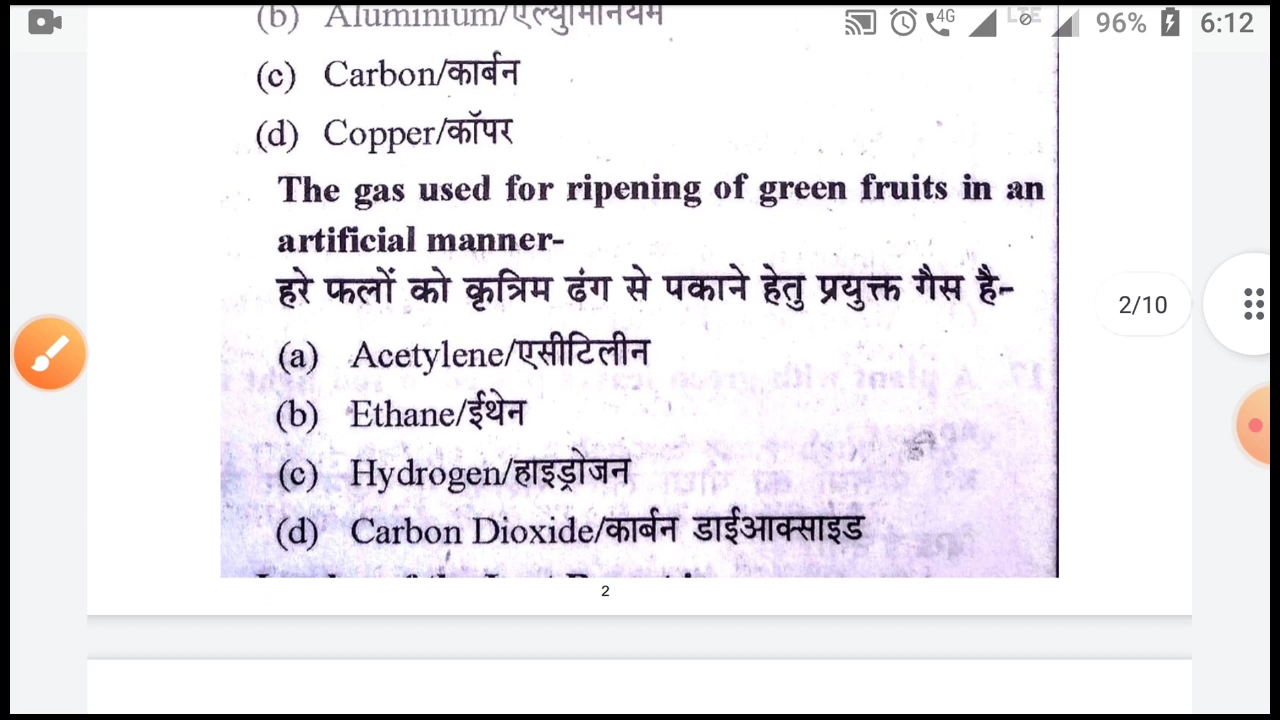 4G LTE 96% 6:12
(b) Aluminium/एल्युमिनियम
(c) Carbon/कार्बन
(d) Copper/कॉपर
The gas used for ripening of green fruits in an
artificial manner-
हरे फलों को कृत्रिम ढंग से पकाने हेतु प्रयुक्त गैस है-
2/10
(a) Acetylene/एसीटिलीन
(b) Ethane/ईथेन
(c) Hydrogen/हाइड्रोजन
(d) Carbon Dioxide/कार्बन डाईआक्साइड
2